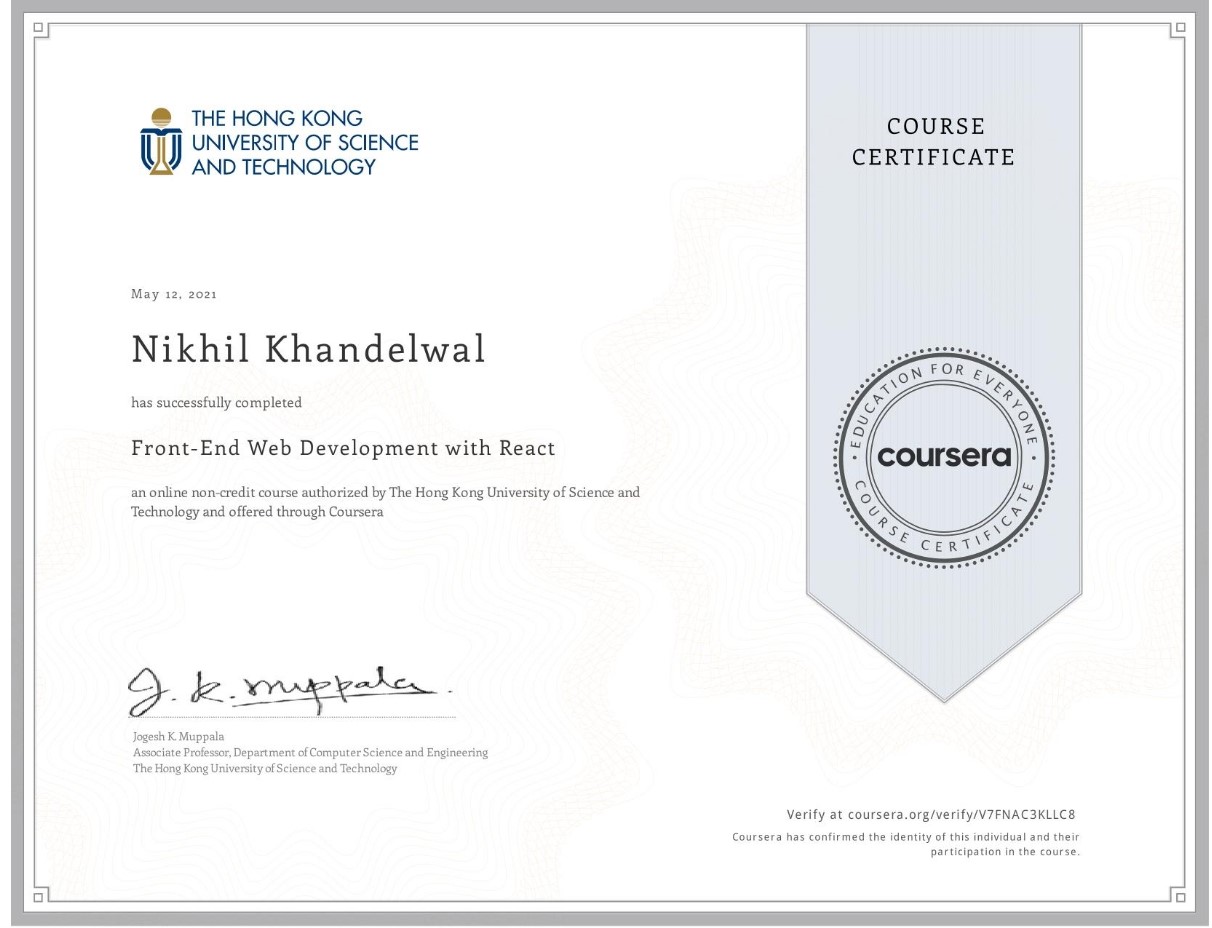 THE HONG KONG
UNIVERSITY OF SCIENCE
AND TECHNOLOGY
COURSE
CERTIFICATE
May 12, 2021
Nikhil Khandelwal
has successfully completed
Front-End Web Development with React
an online non-credit course authorized by The Hong Kong University of Science and
Technology and offered through Coursera
EDUCATION FOR EVERYONE
coursera
COURSE CERTIFICATE
J. K. Muppala
Jogesh K. Muppala
Associate Professor, Department of Computer Science and Engineering
The Hong Kong University of Science and Technology
Verify at coursera.org/verify/V7FNAC3KLLC8
Coursera has confirmed the identity of this individual and their
participation in the course.